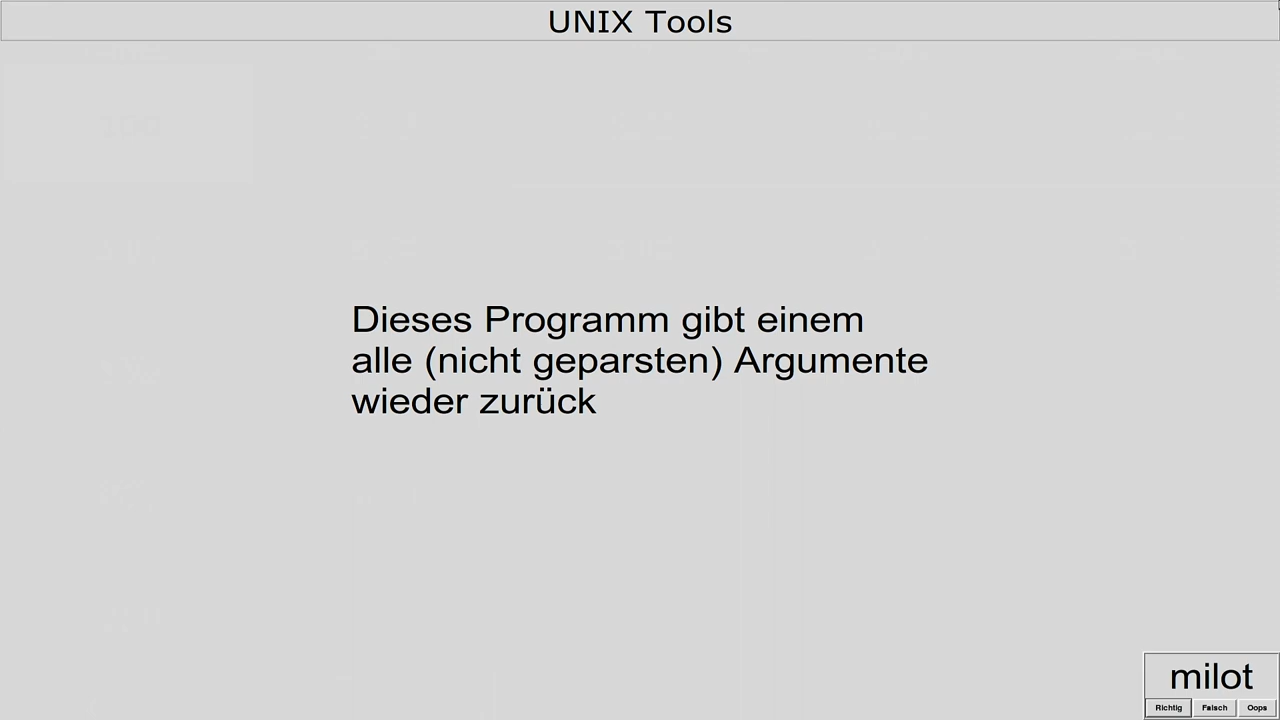 UNIX Tools
Dieses Programm gibt einem
alle (nicht geparsten) Argumente
wieder zurück
milot
Richtig Falsch Oops